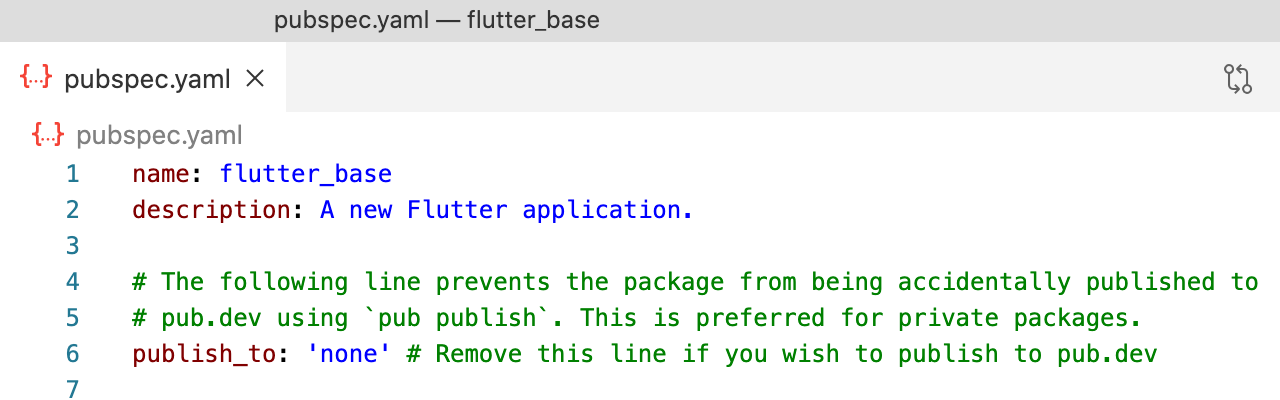 pubspec.yaml — flutter_base
{...} pubspec.yaml ×
{...} pubspec.yaml
1 name: flutter_base
2 description: A new Flutter application.
3
4 # The following line prevents the package from being accidentally published to
5 # pub.dev using `pub publish`. This is preferred for private packages.
6 publish_to: 'none' # Remove this line if you wish to publish to pub.dev
7